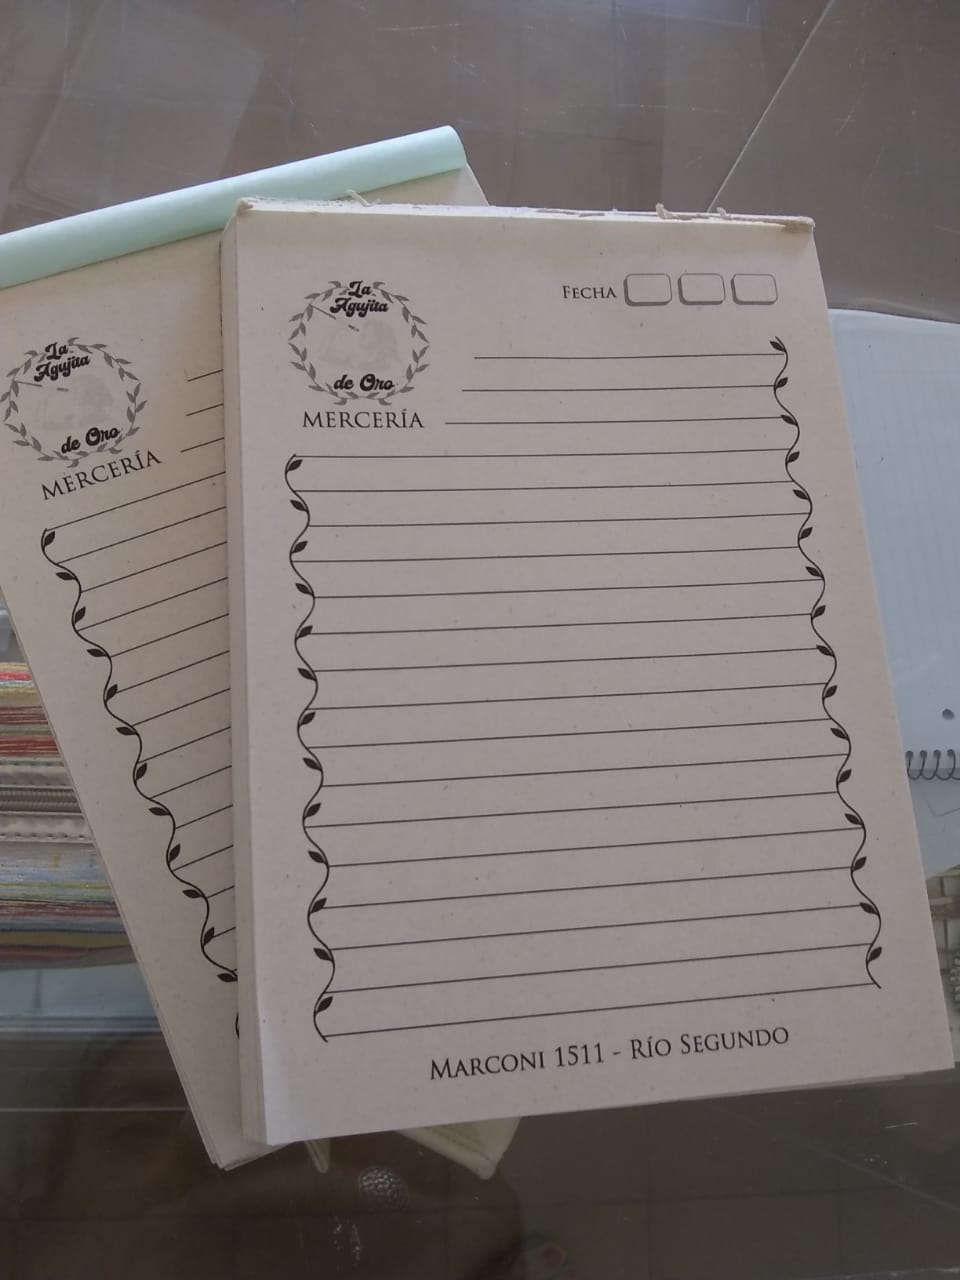 La
Agujita
de Oro
MERCERÍA
La
Agujita
de Oro
MERCERÍA
FECHA
MARCONI 1511 - RÍO SEGUNDO